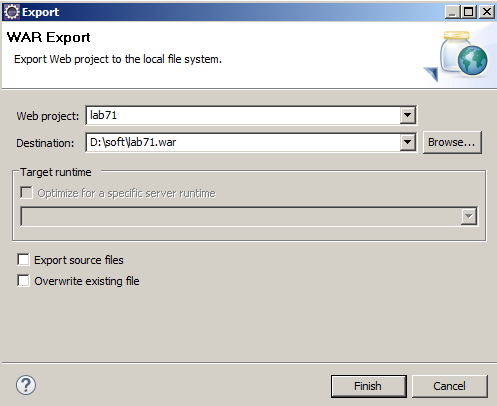 Export
WAR Export
Export Web project to the local file system.
Web project: lab71
Destination: D:\soft\lab71.war Browse...
Target runtime
Optimize for a specific server runtime
Export source files
Overwrite existing file
? Finish Cancel